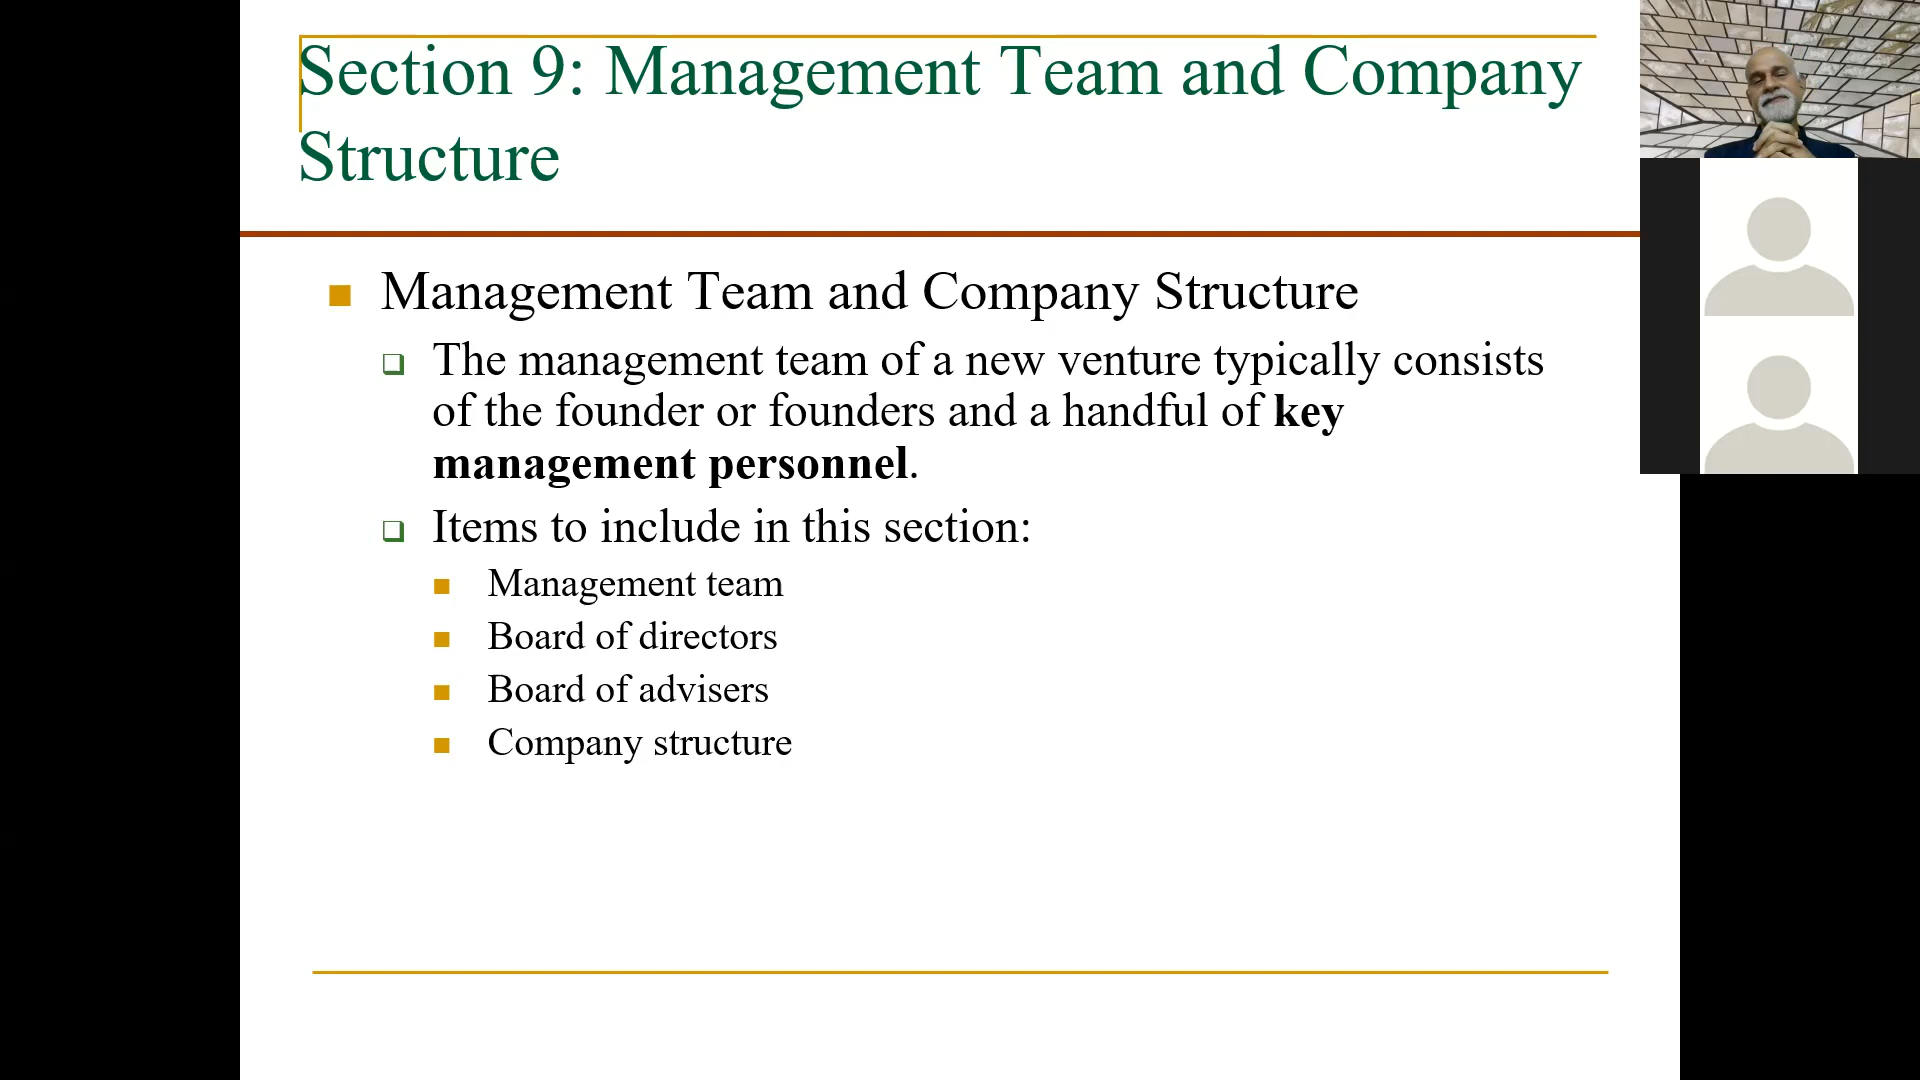 Section 9: Management Team and Company
Structure
Management Team and Company Structure
The management team of a new venture typically consists
of the founder or founders and a handful of key
management personnel.
Items to include in this section:
Management team
Board of directors
Board of advisers
Company structure